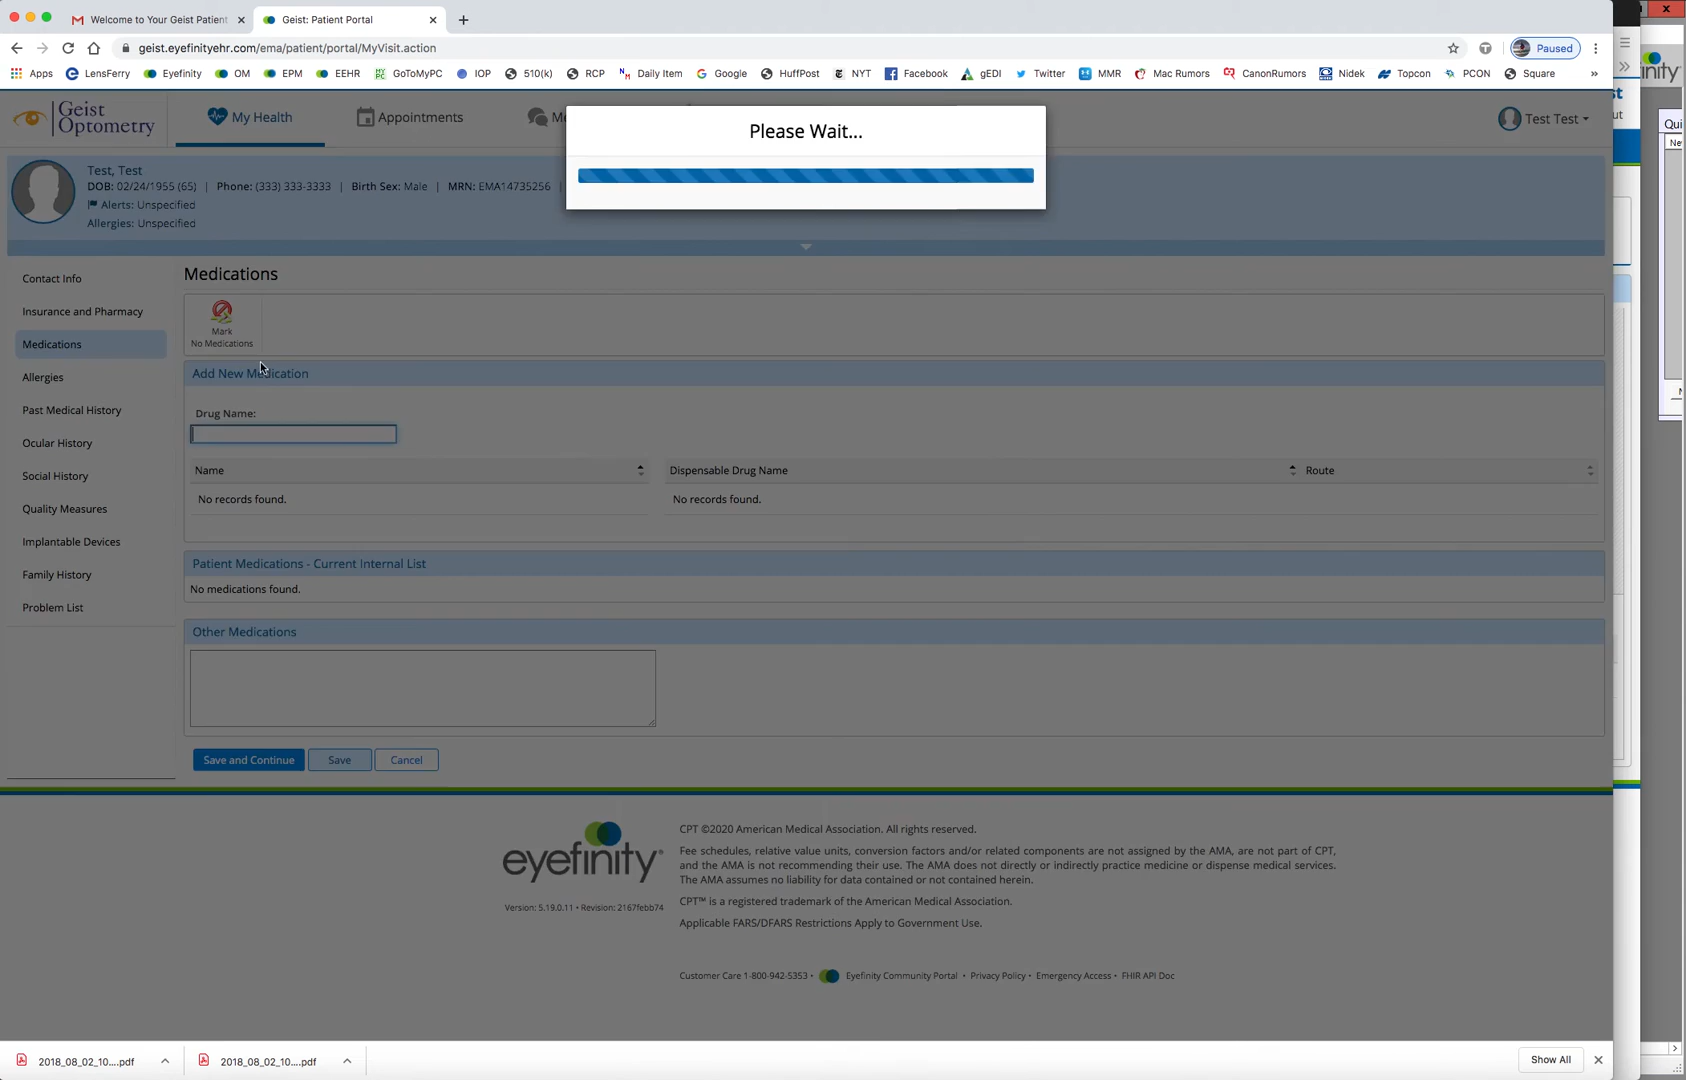 Welcome to Your Geist Patient
Geist: Patient Portal
geist.eyefinityehr.com/ema/patient/portal/MyVisit.action
Paused
Apps LensFerry Eyefinity OM EPM EEHR GoToMyPC IOP 510(k) RCP Daily Item Google HuffPost NYT Facebook gEDI Twitter MMR Mac Rumors CanonRumors Nidek Topcon PCON Square
Geist
Optometry
My Health
Appointments
Please Wait...
Test Test
Test, Test
DOB: 02/24/1955 (65) | Phone: (333) 333-3333 | Birth Sex: Male | MRN: EMA14735256
Alerts: Unspecified
Allergies: Unspecified
Contact Info
Insurance and Pharmacy
Medications
Allergies
Past Medical History
Ocular History
Social History
Quality Measures
Implantable Devices
Family History
Problem List
Medications
Mark
No Medications
Add New Medication
Drug Name:
Name Dispensable Drug Name Route
No records found. No records found.
Patient Medications - Current Internal List
No medications found.
Other Medications
Save and Continue Save Cancel
eyefinity
Version: 5.19.0.11 • Revision: 2167febb74
CPT ©2020 American Medical Association. All rights reserved.
Fee schedules, relative value units, conversion factors and/or related components are not assigned by the AMA, are not part of CPT,
and the AMA is not recommending their use. The AMA does not directly or indirectly practice medicine or dispense medical services.
The AMA assumes no liability for data contained or not contained herein.
CPT™ is a registered trademark of the American Medical Association.
Applicable FARS/DFARS Restrictions Apply to Government Use.
Customer Care 1-800-942-5353 • Eyefinity Community Portal • Privacy Policy • Emergency Access • FHIR API Doc
2018_08_02_10....pdf
2018_08_02_10....pdf
Show All